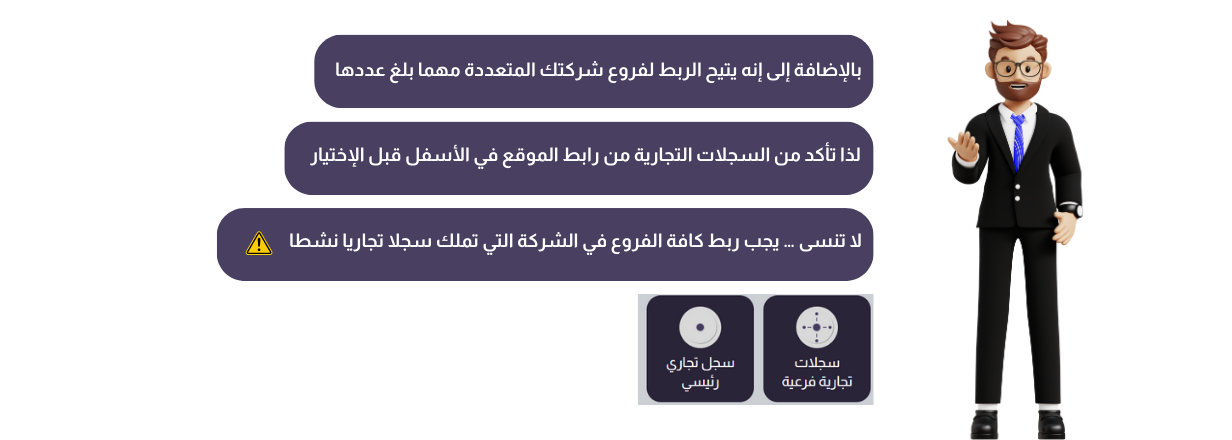 بالإضافة إلى إنه يتيح الربط لفروع شركتك المتعددة مهما بلغ عددها
لذا تأكد من السجلات التجارية من رابط الموقع في الأسفل قبل الإختيار
لا تنسى ... يجب ربط كافة الفروع في الشركة التي تملك سجلا تجاريا نشطا
سجلات
تجارية فرعية
سجل تجاري
رئيسي